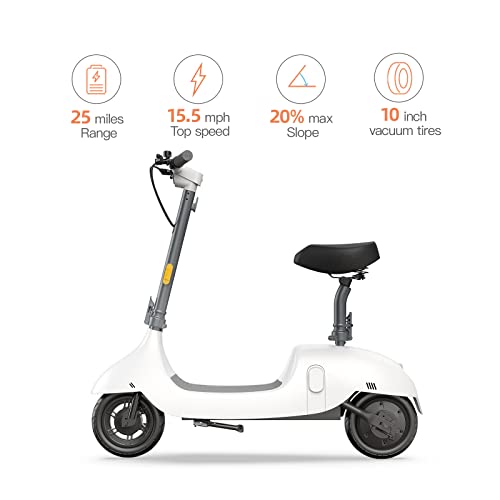 25 miles
Range
15.5 mph
Top speed
20% max
Slope
10 inch
vacuum tires